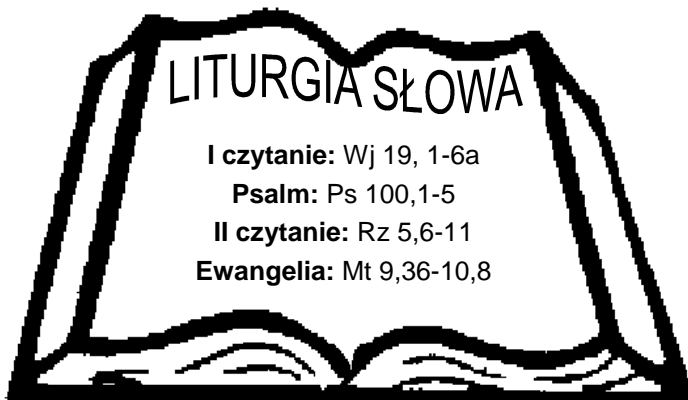 LITURGIA SŁOWA
I czytanie: Wj 19, 1-6a
Psalm: Ps 100,1-5
II czytanie: Rz 5,6-11
Ewangelia: Mt 9,36-10,8